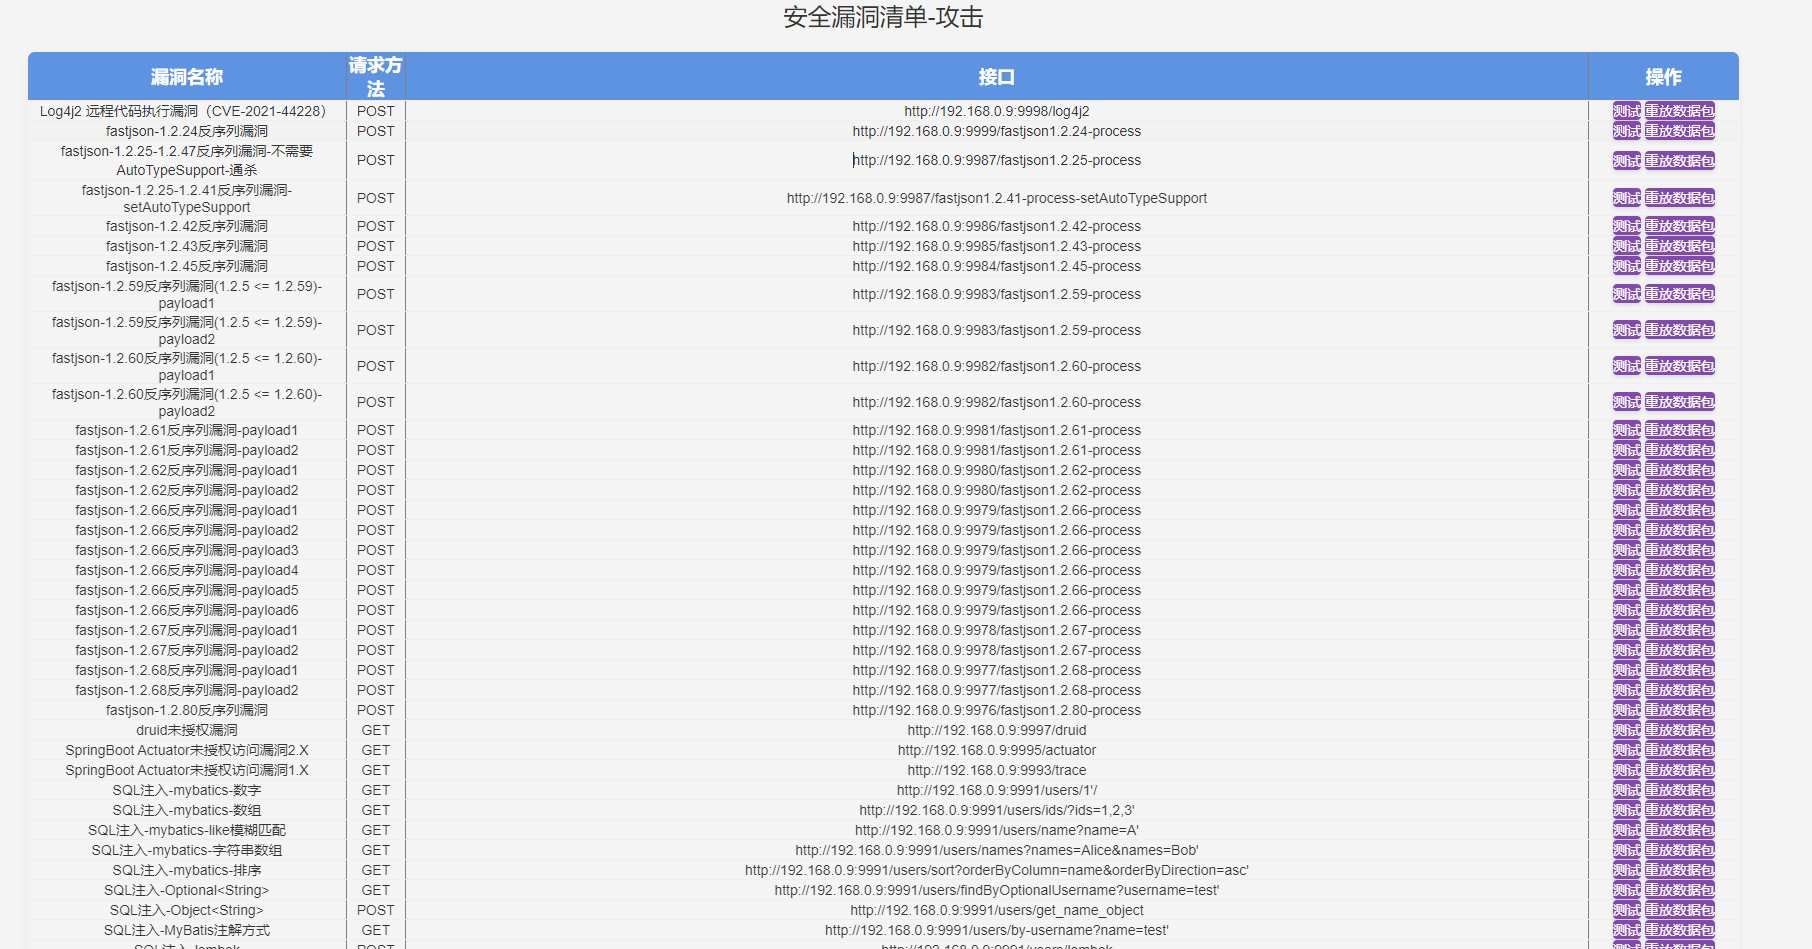 安全漏洞清单-攻击
漏洞名称 请求方法 接口 操作
Log4j2 远程代码执行漏洞（CVE-2021-44228） POST http://192.168.0.9:9998/log4j2 测试 重放数据包
fastjson-1.2.24反序列漏洞 POST http://192.168.0.9:9999/fastjson1.2.24-process 测试 重放数据包
fastjson-1.2.25-1.2.47反序列漏洞-不需要
AutoTypeSupport-通杀 POST http://192.168.0.9:9987/fastjson1.2.25-process 测试 重放数据包
fastjson-1.2.25-1.2.41反序列漏洞-
setAutoTypeSupport POST http://192.168.0.9:9987/fastjson1.2.41-process-setAutoTypeSupport 测试 重放数据包
fastjson-1.2.42反序列漏洞 POST http://192.168.0.9:9986/fastjson1.2.42-process 测试 重放数据包
fastjson-1.2.43反序列漏洞 POST http://192.168.0.9:9985/fastjson1.2.43-process 测试 重放数据包
fastjson-1.2.45反序列漏洞 POST http://192.168.0.9:9984/fastjson1.2.45-process 测试 重放数据包
fastjson-1.2.59反序列漏洞(1.2.5 <= 1.2.59)-
payload1 POST http://192.168.0.9:9983/fastjson1.2.59-process 测试 重放数据包
fastjson-1.2.59反序列漏洞(1.2.5 <= 1.2.59)-
payload2 POST http://192.168.0.9:9983/fastjson1.2.59-process 测试 重放数据包
fastjson-1.2.60反序列漏洞(1.2.5 <= 1.2.60)-
payload1 POST http://192.168.0.9:9982/fastjson1.2.60-process 测试 重放数据包
fastjson-1.2.60反序列漏洞(1.2.5 <= 1.2.60)-
payload2 POST http://192.168.0.9:9982/fastjson1.2.60-process 测试 重放数据包
fastjson-1.2.61反序列漏洞-payload1 POST http://192.168.0.9:9981/fastjson1.2.61-process 测试 重放数据包
fastjson-1.2.61反序列漏洞-payload2 POST http://192.168.0.9:9981/fastjson1.2.61-process 测试 重放数据包
fastjson-1.2.62反序列漏洞-payload1 POST http://192.168.0.9:9980/fastjson1.2.62-process 测试 重放数据包
fastjson-1.2.62反序列漏洞-payload2 POST http://192.168.0.9:9980/fastjson1.2.62-process 测试 重放数据包
fastjson-1.2.66反序列漏洞-payload1 POST http://192.168.0.9:9979/fastjson1.2.66-process 测试 重放数据包
fastjson-1.2.66反序列漏洞-payload2 POST http://192.168.0.9:9979/fastjson1.2.66-process 测试 重放数据包
fastjson-1.2.66反序列漏洞-payload3 POST http://192.168.0.9:9979/fastjson1.2.66-process 测试 重放数据包
fastjson-1.2.66反序列漏洞-payload4 POST http://192.168.0.9:9979/fastjson1.2.66-process 测试 重放数据包
fastjson-1.2.66反序列漏洞-payload5 POST http://192.168.0.9:9979/fastjson1.2.66-process 测试 重放数据包
fastjson-1.2.66反序列漏洞-payload6 POST http://192.168.0.9:9979/fastjson1.2.66-process 测试 重放数据包
fastjson-1.2.67反序列漏洞-payload1 POST http://192.168.0.9:9978/fastjson1.2.67-process 测试 重放数据包
fastjson-1.2.67反序列漏洞-payload2 POST http://192.168.0.9:9978/fastjson1.2.67-process 测试 重放数据包
fastjson-1.2.68反序列漏洞-payload1 POST http://192.168.0.9:9977/fastjson1.2.68-process 测试 重放数据包
fastjson-1.2.68反序列漏洞-payload2 POST http://192.168.0.9:9977/fastjson1.2.68-process 测试 重放数据包
fastjson-1.2.80反序列漏洞 POST http://192.168.0.9:9976/fastjson1.2.80-process 测试 重放数据包
druid未授权漏洞 GET http://192.168.0.9:9997/druid 测试 重放数据包
SpringBoot Actuator未授权访问漏洞2.X GET http://192.168.0.9:9995/actuator 测试 重放数据包
SpringBoot Actuator未授权访问漏洞1.X GET http://192.168.0.9:9993/trace 测试 重放数据包
SQL注入-mybatics-数字 GET http://192.168.0.9:9991/users/1'/ 测试 重放数据包
SQL注入-mybatics-数组 GET http://192.168.0.9:9991/users/ids/?ids=1,2,3' 测试 重放数据包
SQL注入-mybatics-like模糊匹配 GET http://192.168.0.9:9991/users/name?name=A' 测试 重放数据包
SQL注入-mybatics-字符串数组 GET http://192.168.0.9:9991/users/names?names=Alice&names=Bob' 测试 重放数据包
SQL注入-mybatics-排序 GET http://192.168.0.9:9991/users/sort?orderByColumn=name&orderByDirection=asc' 测试 重放数据包
SQL注入-Optional<String> GET http://192.168.0.9:9991/users/findByOptionalUsername?username=test' 测试 重放数据包
SQL注入-Object<String> POST http://192.168.0.9:9991/users/get_name_object 测试 重放数据包
SQL注入-MyBatis注解方式 GET http://192.168.0.9:9991/users/by-username?name=test' 测试 重放数据包
SQL注入-lombok POST http://192.168.0.9:9991/users/lombok